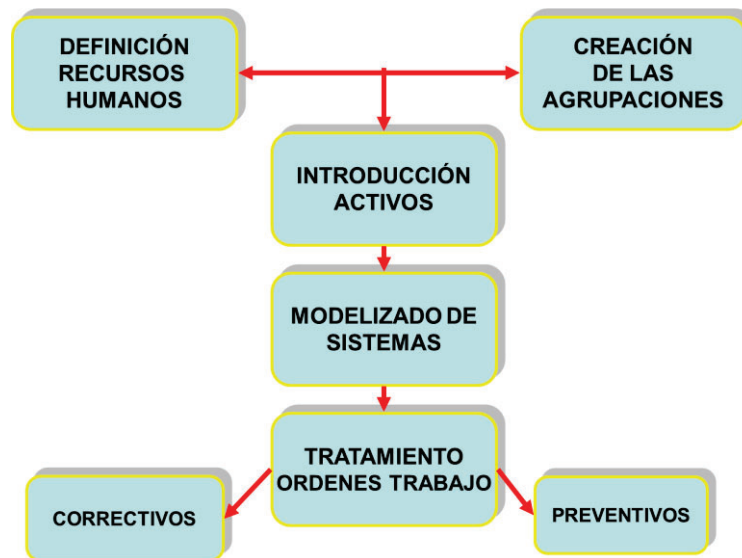 DEFINICIÓN
RECURSOS
HUMANOS
CREACIÓN
DE LAS
AGRUPACIONES
INTRODUCCIÓN
ACTIVOS
MODELIZADO DE
SISTEMAS
TRATAMIENTO
ORDENES TRABAJO
CORRECTIVOS
PREVENTIVOS